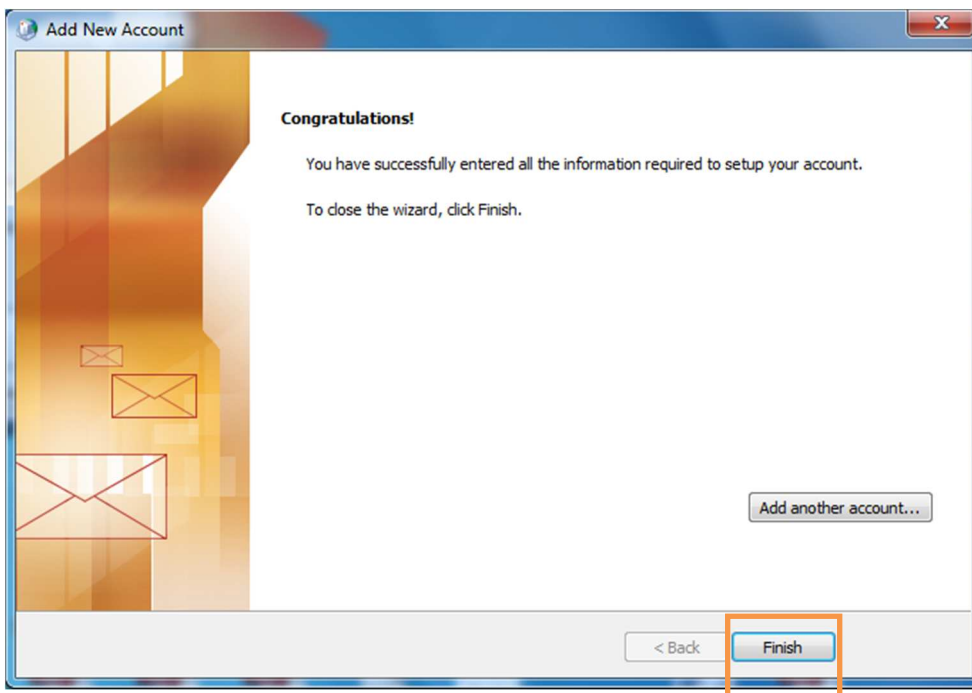 Add New Account
X
Congratulations!
You have successfully entered all the information required to setup your account.
To close the wizard, click Finish.
Add another account...
< Back
Finish